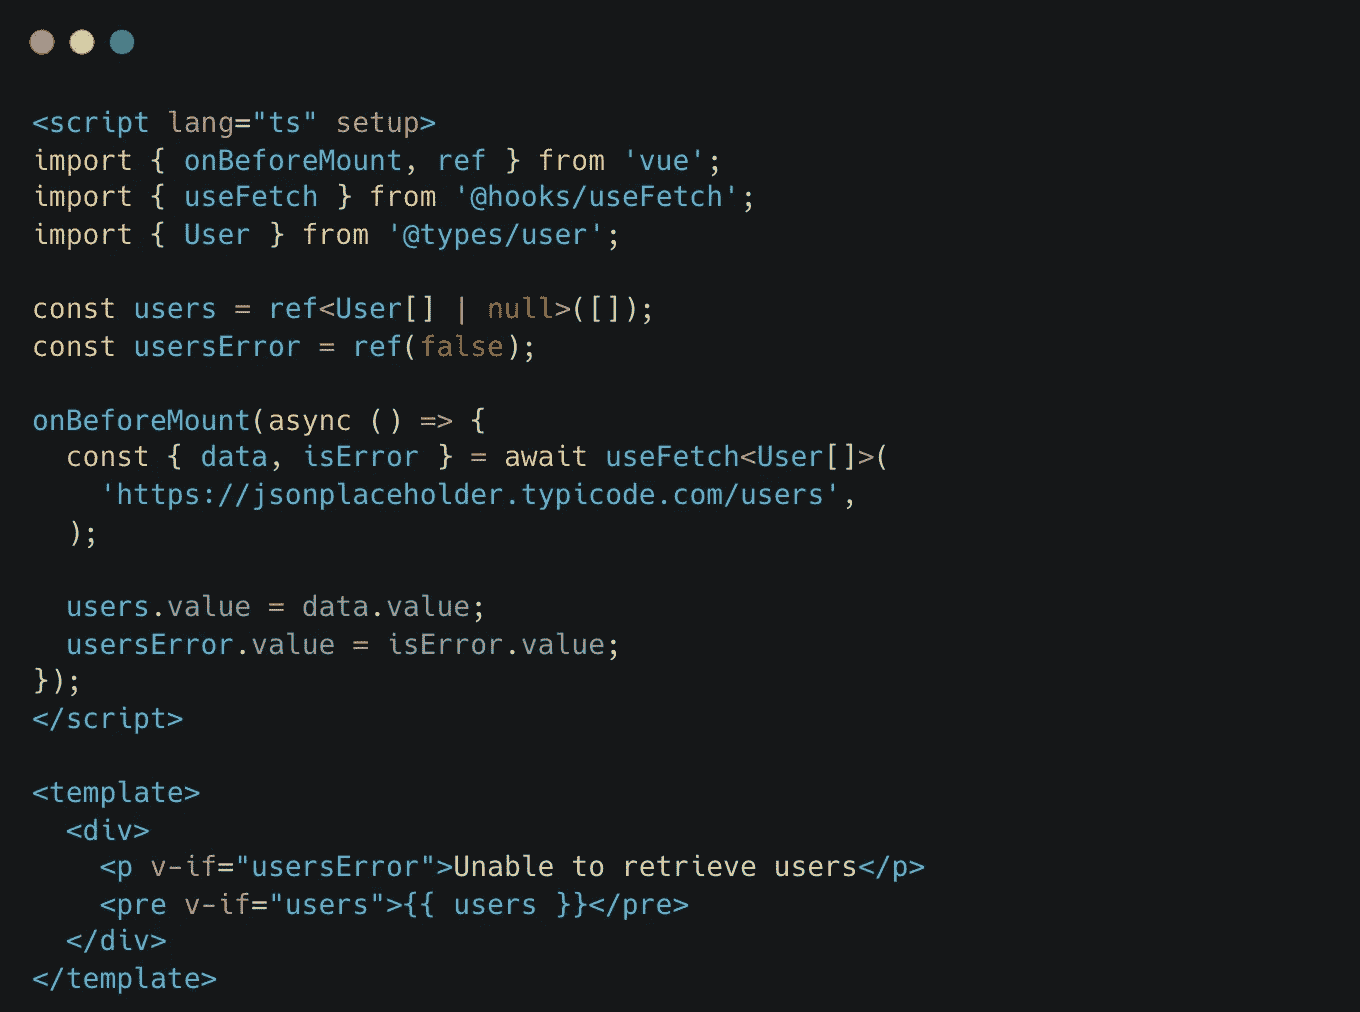 <script lang="ts" setup>
import { onBeforeMount, ref } from 'vue';
import { useFetch } from '@hooks/useFetch';
import { User } from '@types/user';

const users = ref<User[] | null>([]);
const usersError = ref(false);

onBeforeMount(async () => {
  const { data, isError } = await useFetch<User[]>(
    'https://jsonplaceholder.typicode.com/users',
  );

  users.value = data.value;
  usersError.value = isError.value;
});
</script>

<template>
  <div>
    <p v-if="usersError">Unable to retrieve users</p>
    <pre v-if="users">{{ users }}</pre>
  </div>
</template>